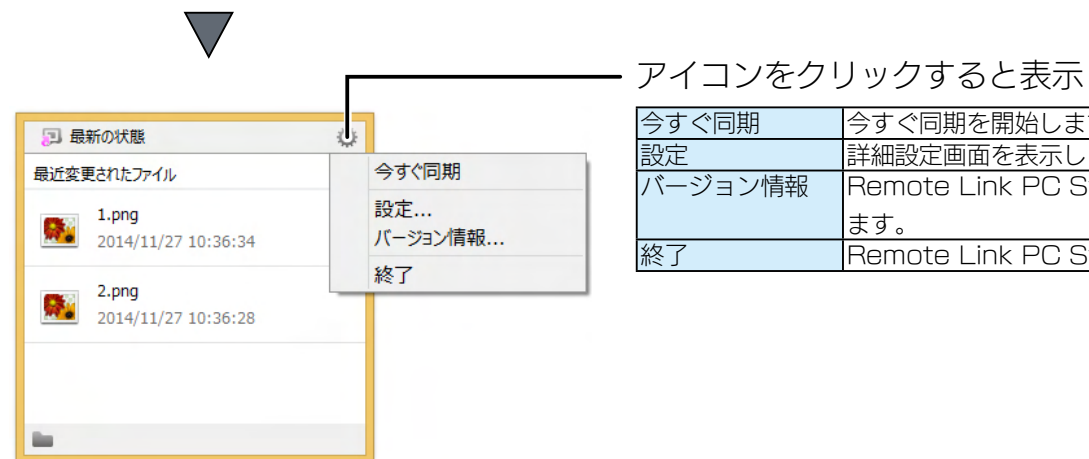 アイコンをクリックすると表示
今すぐ同期 今すぐ同期を開始しま
設定 詳細設定画面を表示し
バージョン情報 Remote Link PC S
ます。
終了 Remote Link PC S
最新の状態
最近変更されたファイル
1.png
2014/11/27 10:36:34
2.png
2014/11/27 10:36:28
今すぐ同期
設定...
バージョン情報...
終了